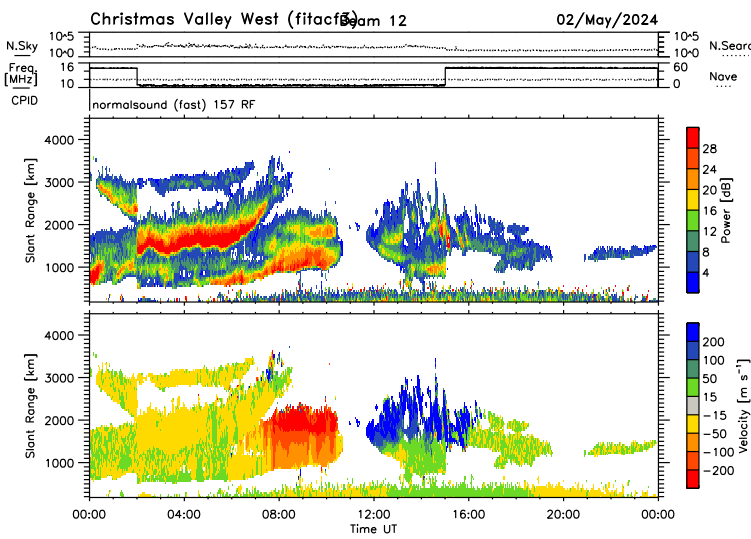 Christmas Valley West (fitacf3) Beam 12 02/May/2024
N.Sky 10^5 10^0 10^5 10^0 N.Searc
Freq [MHz] 16 10 60 0 Nave
CPID normalsound (fast) 157 RF
Slant Range [km] 4000 3000 2000 1000
Power [dB] 28 24 20 16 12 8 4
Slant Range [km] 4000 3000 2000 1000
Velocity [m s⁻¹] 200 100 50 15 -15 -50 -100 -200
00:00 04:00 08:00 12:00 16:00 20:00 00:00
Time UT